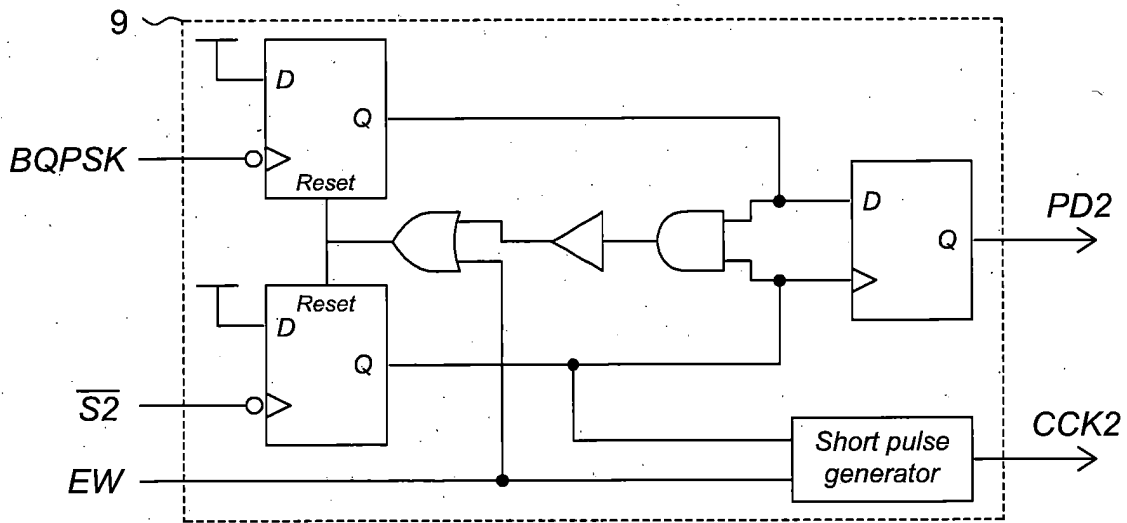 9
D
Q
BQPSK
Reset
D
PD2
Q
Reset
D
Q
S2
CCK2
Short pulse
generator
EW